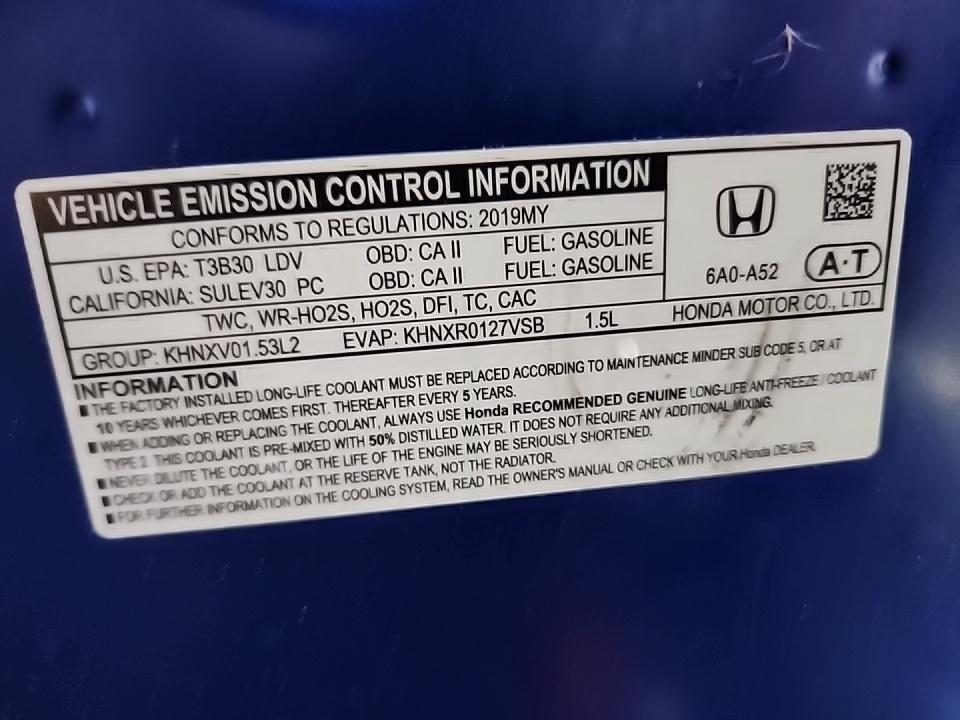 VEHICLE EMISSION CONTROL INFORMATION
CONFORMS TO REGULATIONS: 2019MY
U.S. EPA: T3B30 LDV OBD: CA II FUEL: GASOLINE
CALIFORNIA: SULEV30 PC OBD: CA II FUEL: GASOLINE
TWC, WR-HO2S, HO2S, DFI, TC, CAC
GROUP: KHNXV01.53L2 EVAP: KHNXR0127VSB 1.5L
6A0-A52 A·T
HONDA MOTOR CO., LTD.
INFORMATION
■ THE FACTORY INSTALLED LONG-LIFE COOLANT MUST BE REPLACED ACCORDING TO MAINTENANCE MINDER SUB CODE 5, OR AT
10 YEARS WHICHEVER COMES FIRST. THEREAFTER EVERY 5 YEARS.
■ WHEN ADDING OR REPLACING THE COOLANT, ALWAYS USE Honda RECOMMENDED GENUINE LONG-LIFE ANTI-FREEZE / COOLANT
TYPE 2. THIS COOLANT IS PRE-MIXED WITH 50% DISTILLED WATER. IT DOES NOT REQUIRE ANY ADDITIONAL MIXING.
■ NEVER DILUTE THE COOLANT, OR THE LIFE OF THE ENGINE MAY BE SERIOUSLY SHORTENED.
■ CHECK OR ADD THE COOLANT AT THE RESERVE TANK, NOT THE RADIATOR.
■ FOR FURTHER INFORMATION ON THE COOLING SYSTEM, READ THE OWNER'S MANUAL OR CHECK WITH YOUR Honda DEALER.